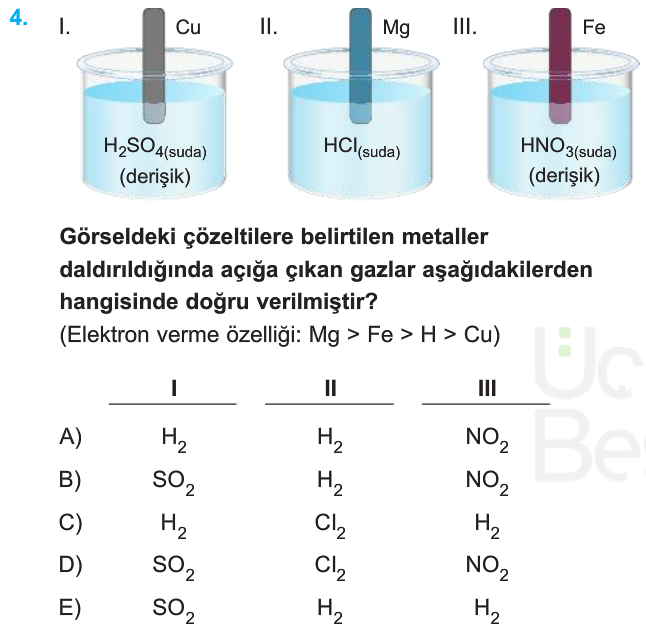 4. I. Cu II. Mg III. Fe
H₂SO₄(suda) HCl(suda) HNO₃(suda)
(derişik) (derişik)
Görseldeki çözeltilere belirtilen metaller
daldırıldığında açığa çıkan gazlar aşağıdakilerden
hangisinde doğru verilmiştir?
(Elektron verme özelliği: Mg > Fe > H > Cu)
I II III
A) H₂ H₂ NO₂
B) SO₂ H₂ NO₂
C) H₂ Cl₂ H₂
D) SO₂ Cl₂ NO₂
E) SO₂ H₂ H₂
Üç
Be